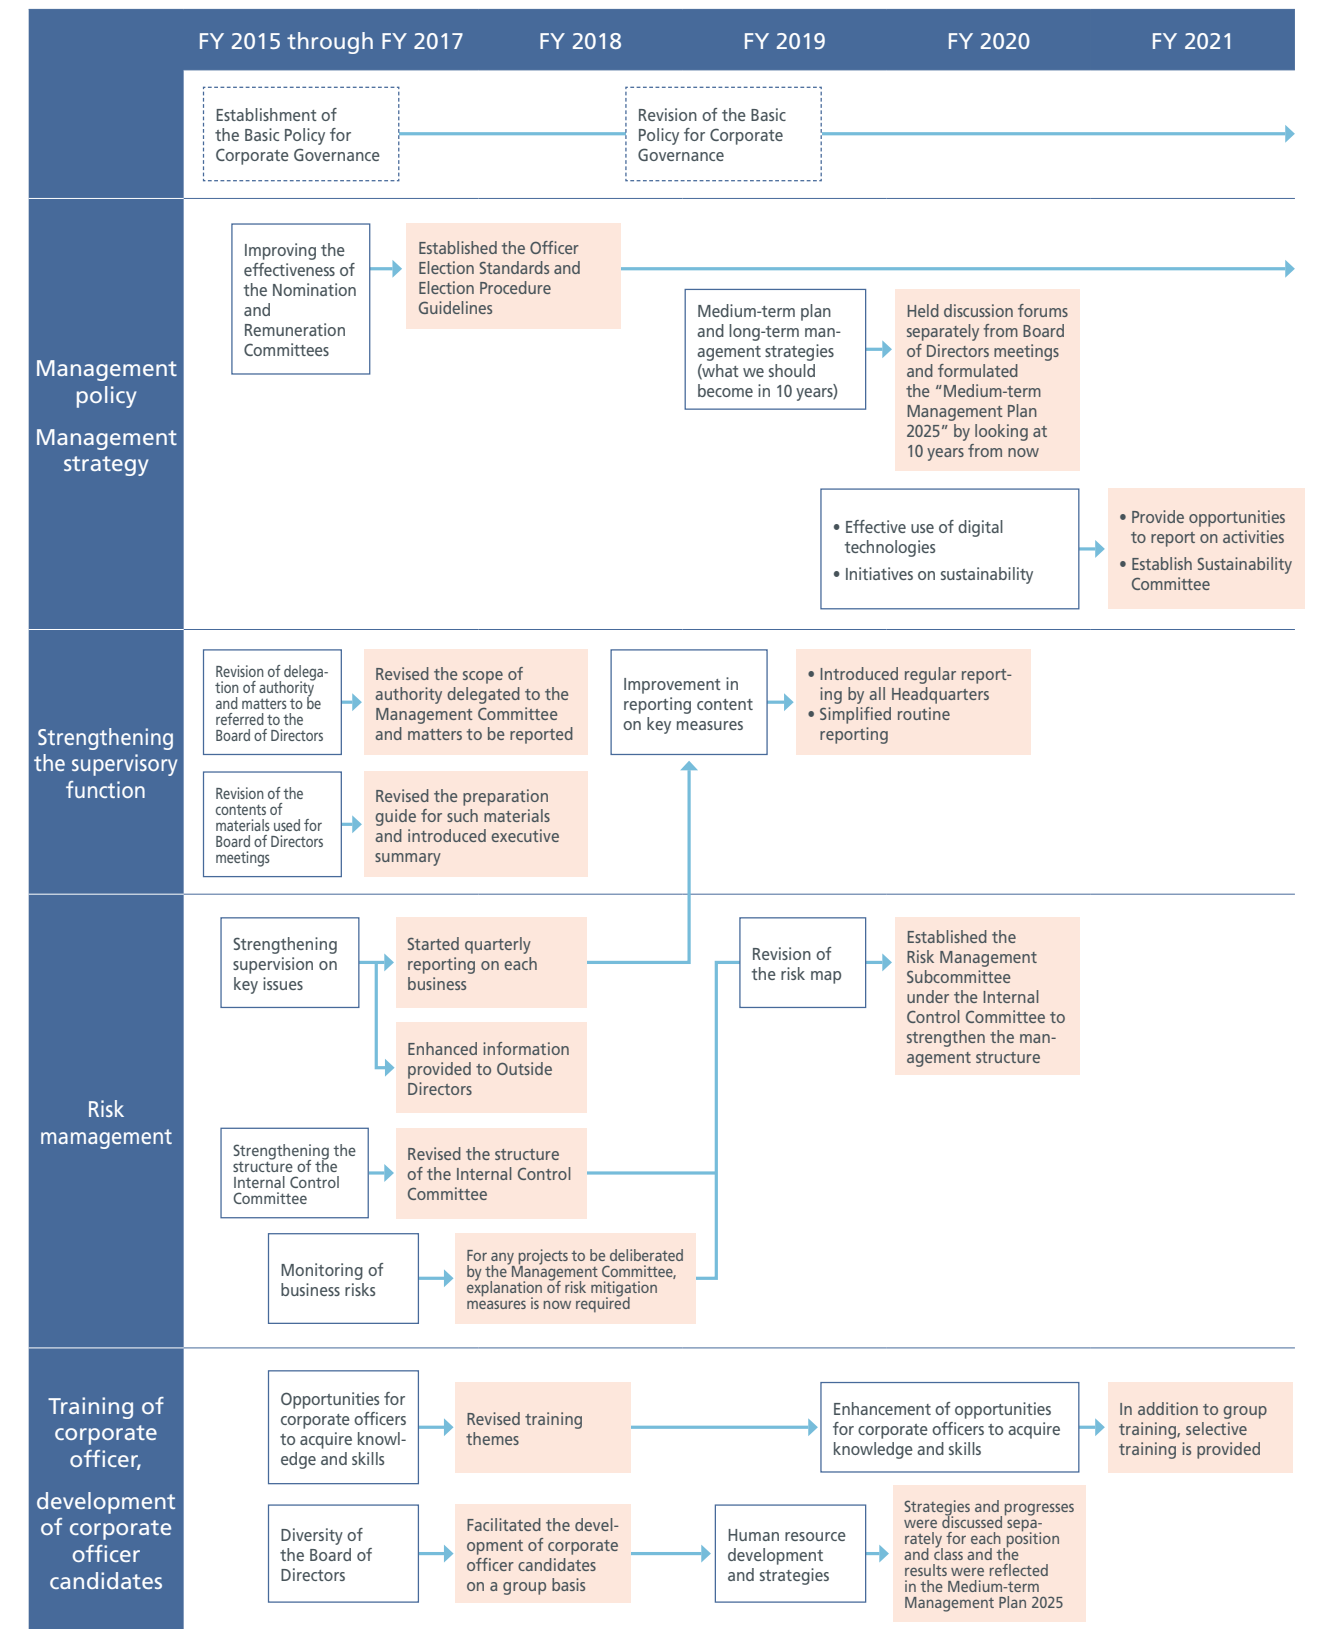 FY 2015 through FY 2017
FY 2018
FY 2019
FY 2020
FY 2021
Establishment of
the Basic Policy for
Corporate Governance
Revision of the Basic
Policy for Corporate
Governance
Management
policy
Management
strategy
Improving the
effectiveness of
the Nomination
and
Remuneration
Committees
Established the Officer
Election Standards and
Election Procedure
Guidelines
Medium-term plan
and long-term man-
agement strategies
(what we should
become in 10 years)
Held discussion forums
separately from Board
of Directors meetings
and formulated
the “Medium-term
Management Plan
2025” by looking at
10 years from now
• Effective use of digital
technologies
• Initiatives on sustainability
• Provide opportunities
to report on activities
• Establish Sustainability
Committee
Strengthening
the supervisory
function
Revision of delega-
tion of authority
and matters to be
referred to the
Board of Directors
Revised the scope of
authority delegated to the
Management Committee
and matters to be reported
Improvement in
reporting content
on key measures
• Introduced regular report-
ing by all Headquarters
• Simplified routine
reporting
Revision of the
contents of
materials used for
Board of Directors
meetings
Revised the preparation
guide for such materials
and introduced executive
summary
Risk
mamagement
Strengthening
supervision on
key issues
Started quarterly
reporting on each
business
Revision of
the risk map
Established the
Risk Management
Subcommittee
under the Internal
Control Committee to
strengthen the man-
agement structure
Enhanced information
provided to Outside
Directors
Strengthening the
structure of the
Internal Control
Committee
Revised the structure
of the Internal Control
Committee
Monitoring of
business risks
For any projects to be deliberated
by the Management Committee,
explanation of risk mitigation
measures is now required
Training of
corporate
officer,
development
of corporate
officer
candidates
Opportunities for
corporate officers
to acquire knowl-
edge and skills
Revised training
themes
Enhancement of opportunities
for corporate officers to acquire
knowledge and skills
In addition to group
training, selective
training is provided
Diversity of
the Board of
Directors
Facilitated the devel-
opment of corporate
officer candidates
on a group basis
Human resource
development
and strategies
Strategies and progresses
were discussed sepa-
rately for each position
and class and the
results were reflected
in the Medium-term
Management Plan 2025